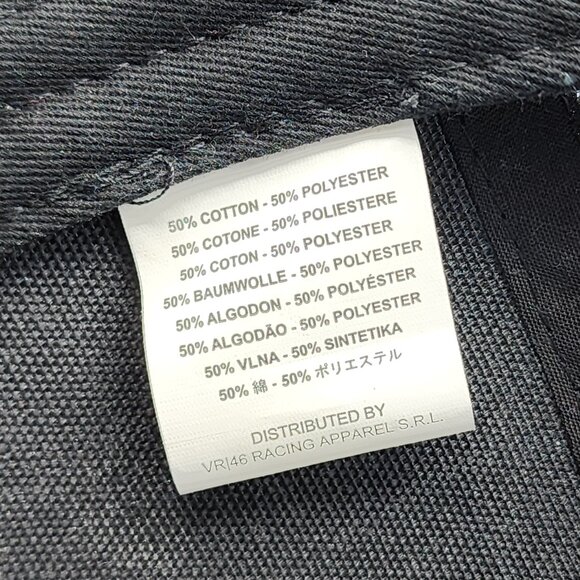 50% COTTON - 50% POLYESTER
50% COTONE - 50% POLIESTERE
50% COTON - 50% POLYESTER
50% BAUMWOLLE - 50% POLYESTER
50% ALGODON - 50% POLYÉSTER
50% ALGODÃO - 50% POLYESTER
50% VLNA - 50% SINTETIKA
50% 綿 - 50% ポリエステル
DISTRIBUTED BY
VR|46 RACING APPAREL S.R.L.